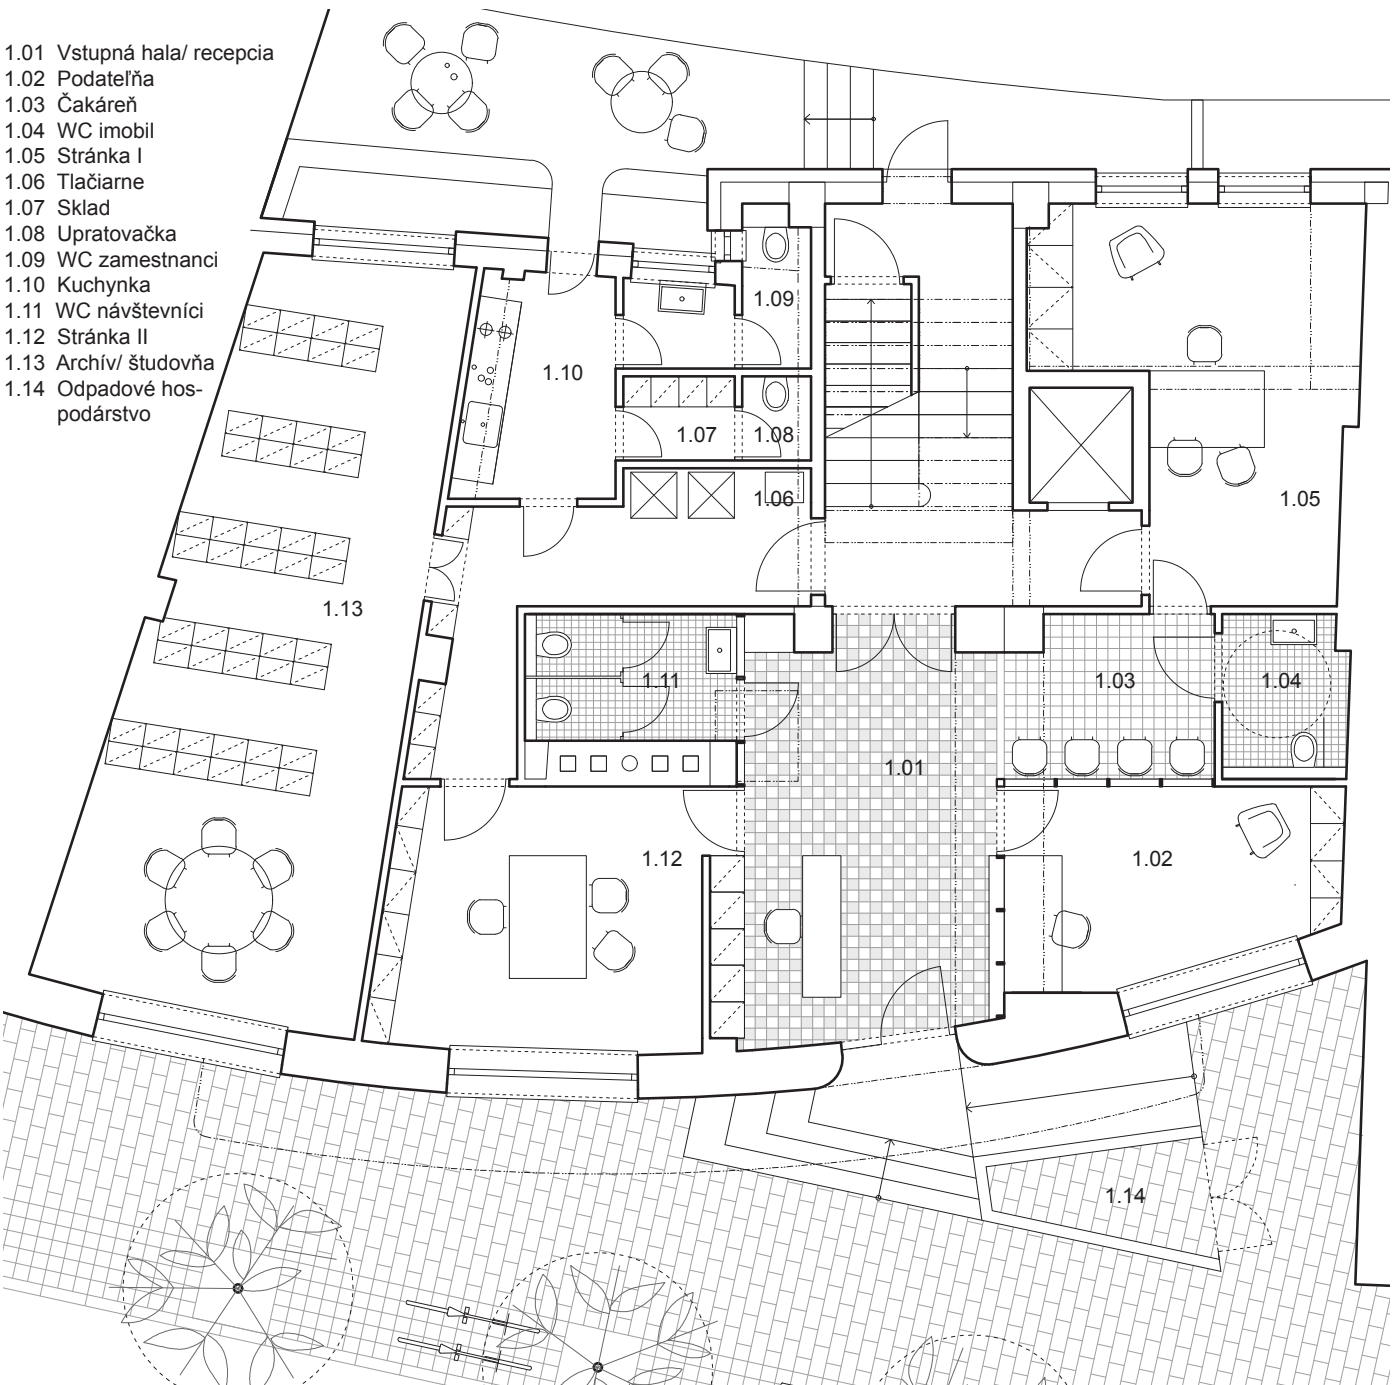 1.01 Vstupná hala/ recepcia
1.02 Podateľňa
1.03 Čakáreň
1.04 WC imobil
1.05 Stránka I
1.06 Tlačiarne
1.07 Sklad
1.08 Upratovačka
1.09 WC zamestnanci
1.10 Kuchynka
1.11 WC návštevníci
1.12 Stránka II
1.13 Archív/ študovňa
1.14 Odpadové hos-
podárstvo
1.09
1.10
1.07
1.08
1.06
1.05
1.13
1.11
1.03
1.04
1.01
1.12
1.02
1.14